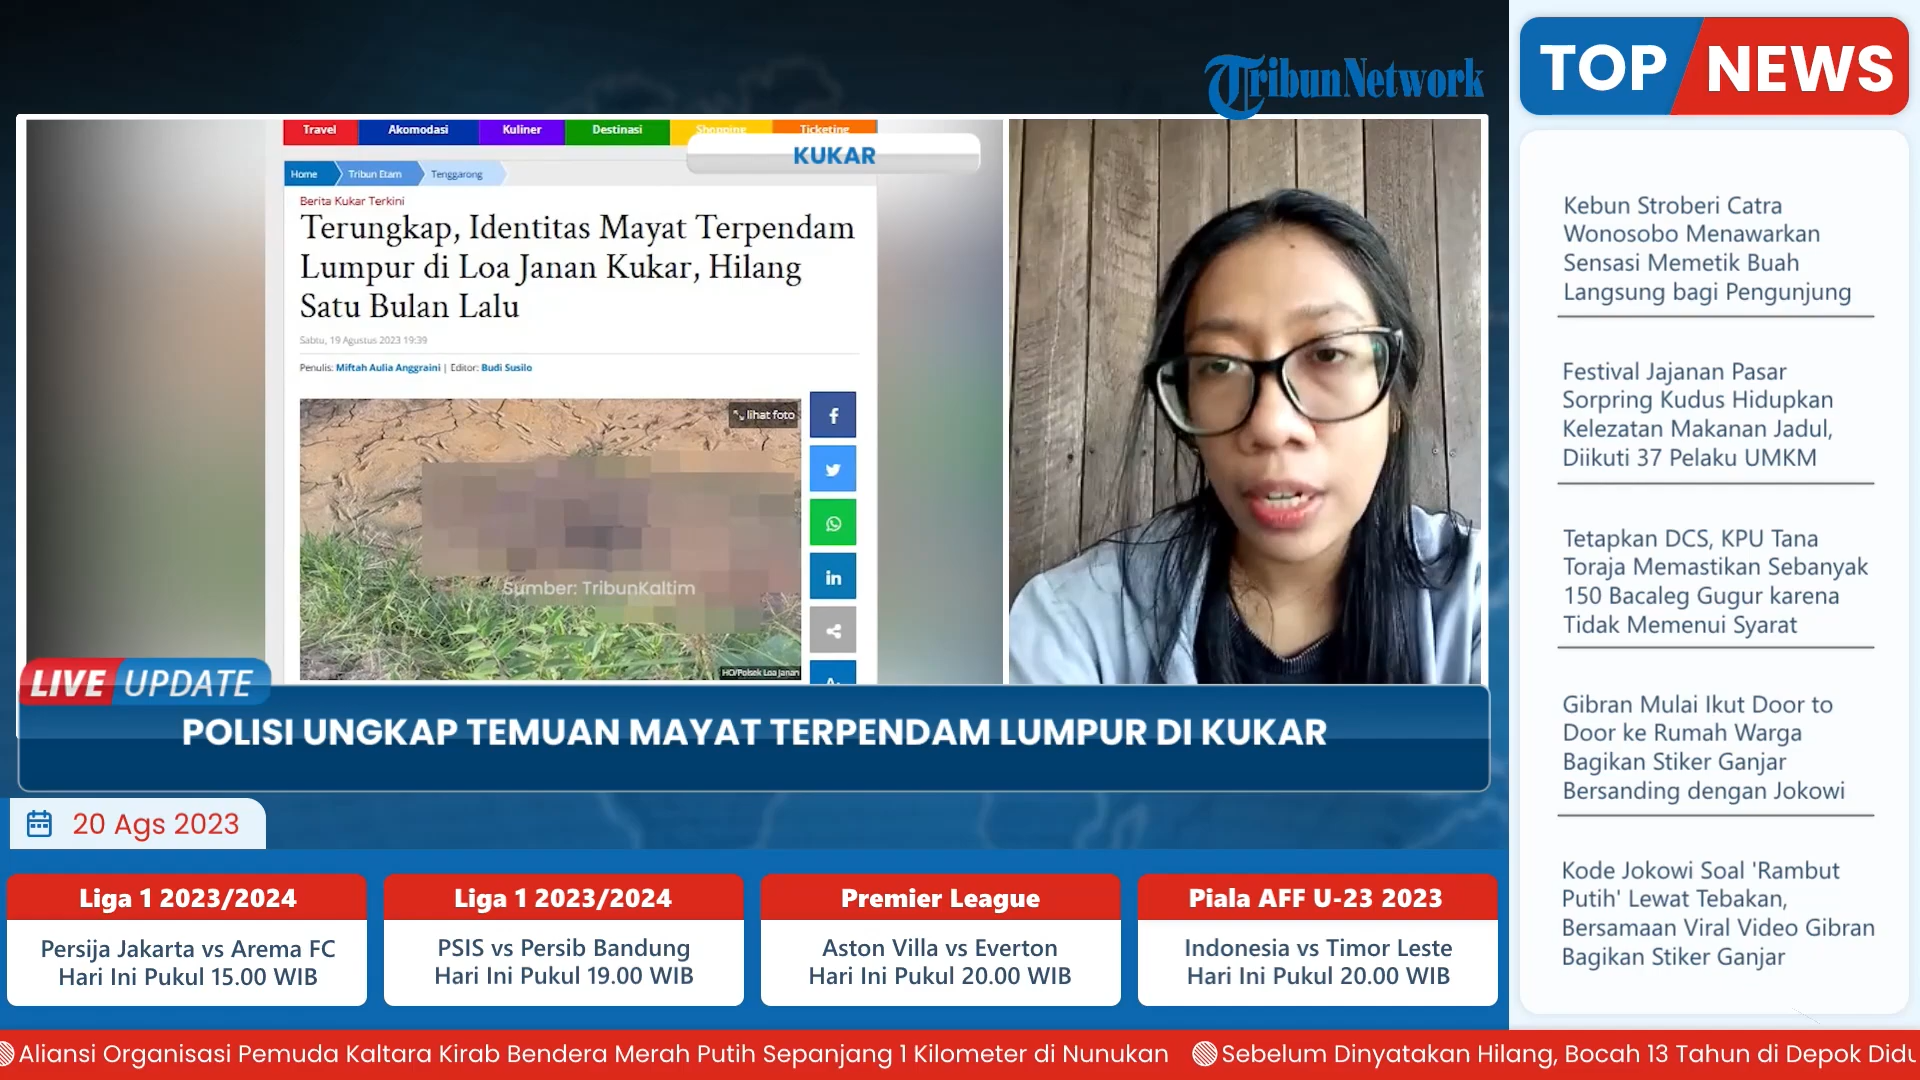 TribunNetwork
TOP NEWS
Travel
Akomodasi
Kuliner
Destinasi
Shopping
Ticketing
KUKAR
Home
Tribun Etam
Tenggarong
Berita Kukar Terkini
Terungkap, Identitas Mayat Terpendam
Lumpur di Loa Janan Kukar, Hilang
Satu Bulan Lalu
Sabtu, 19 Agustus 2023 19:39
Penulis: Miftah Aulia Anggraini | Editor: Budi Susilo
lihat foto
Sumber: TribunKaltim
HO/Polsek Loa Janan
LIVE UPDATE
POLISI UNGKAP TEMUAN MAYAT TERPENDAM LUMPUR DI KUKAR
20 Ags 2023
Liga 1 2023/2024
Persija Jakarta vs Arema FC
Hari Ini Pukul 15.00 WIB
Liga 1 2023/2024
PSIS vs Persib Bandung
Hari Ini Pukul 19.00 WIB
Premier League
Aston Villa vs Everton
Hari Ini Pukul 20.00 WIB
Piala AFF U-23 2023
Indonesia vs Timor Leste
Hari Ini Pukul 20.00 WIB
Kebun Stroberi Catra
Wonosobo Menawarkan
Sensasi Memetik Buah
Langsung bagi Pengunjung
Festival Jajanan Pasar
Sorpring Kudus Hidupkan
Kelezatan Makanan Jadul,
Diikuti 37 Pelaku UMKM
Tetapkan DCS, KPU Tana
Toraja Memastikan Sebanyak
150 Bacaleg Gugur karena
Tidak Memenui Syarat
Gibran Mulai Ikut Door to
Door ke Rumah Warga
Bagikan Stiker Ganjar
Bersanding dengan Jokowi
Kode Jokowi Soal 'Rambut
Putih' Lewat Tebakan,
Bersamaan Viral Video Gibran
Bagikan Stiker Ganjar
Aliansi Organisasi Pemuda Kaltara Kirab Bendera Merah Putih Sepanjang 1 Kilometer di Nunukan
Sebelum Dinyatakan Hilang, Bocah 13 Tahun di Depok Didu